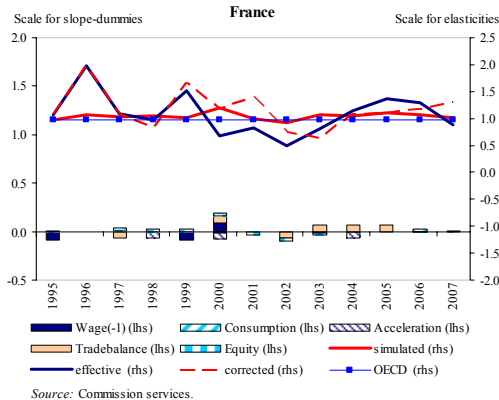 France
Scale for slope-dummies Scale for elasticities
2.0 2.5
2.0
1.5 1.5
1.0
1.0 0.5
0.0
0.5 -0.5
-1.0
0.0 -1.5
-0.5 -2.0
1995 1996 1997 1998 1999 2000 2001 2002 2003 2004 2005 2006 2007
Wage(-1) (lhs) Consumption (lhs) Acceleration (lhs)
Tradebalance (lhs) Equity (lhs) simulated (rhs)
effective (rhs) corrected (rhs) OECD (rhs)
Source: Commission services.